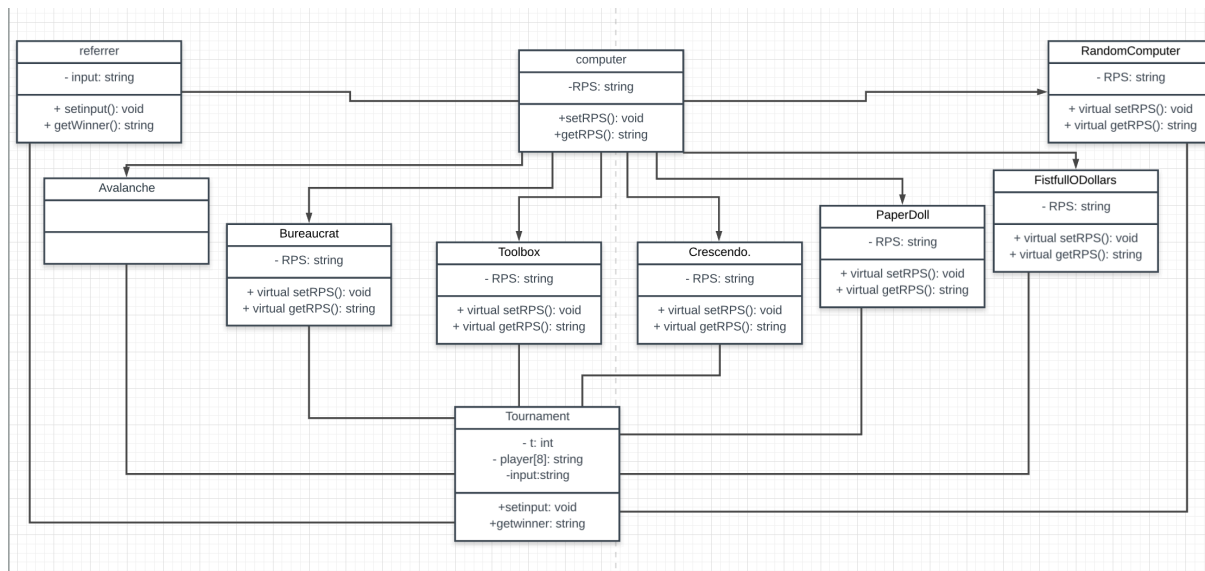 referrer
- input: string
+ setinput(): void
+ getWinner(): string
computer
-RPS: string
+setRPS(): void
+getRPS(): string
RandomComputer
- RPS: string
+ virtual setRPS(): void
+ virtual getRPS(): string
Avalanche
Bureaucrat
- RPS: string
+ virtual setRPS(): void
+ virtual getRPS(): string
Toolbox
- RPS: string
+ virtual setRPS(): void
+ virtual getRPS(): string
Crescendo.
- RPS: string
+ virtual setRPS(): void
+ virtual getRPS(): string
PaperDoll
- RPS: string
+ virtual setRPS(): void
+ virtual getRPS(): string
FistfullODollars
- RPS: string
+ virtual setRPS(): void
+ virtual getRPS(): string
Tournament
- t: int
- player[8]: string
-input:string
+setinput: void
+getwinner: string